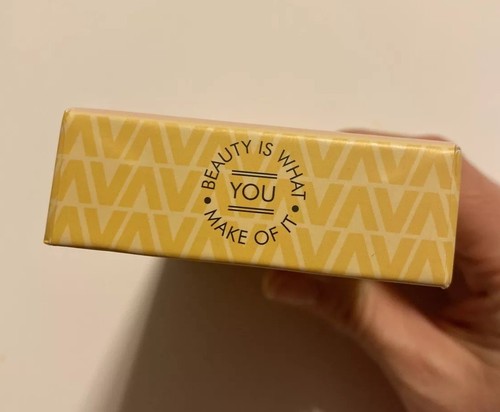 BEAUTY IS WHAT
YOU
• MAKE OF IT •